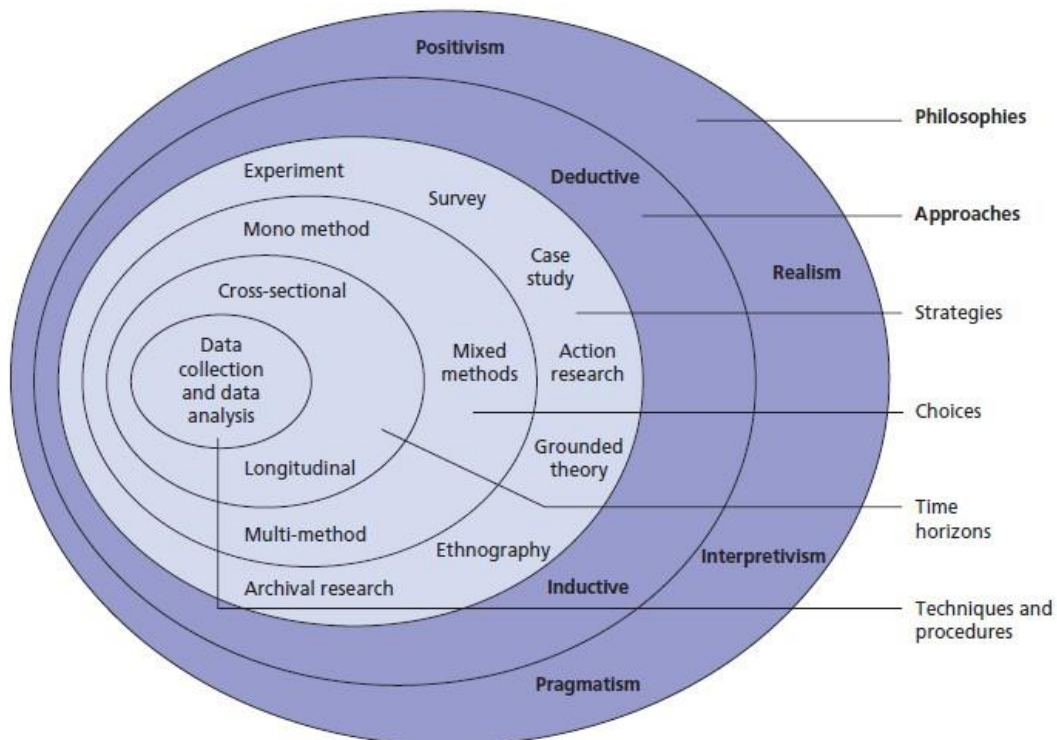 Positivism
Philosophies
Experiment
Deductive
Survey
Approaches
Mono method
Case
study
Realism
Cross-sectional
Strategies
Data
collection
and data
analysis
Mixed
methods
Action
research
Choices
Grounded
theory
Longitudinal
Time
horizons
Multi-method
Ethnography
Interpretivism
Archival research
Inductive
Techniques and
procedures
Pragmatism